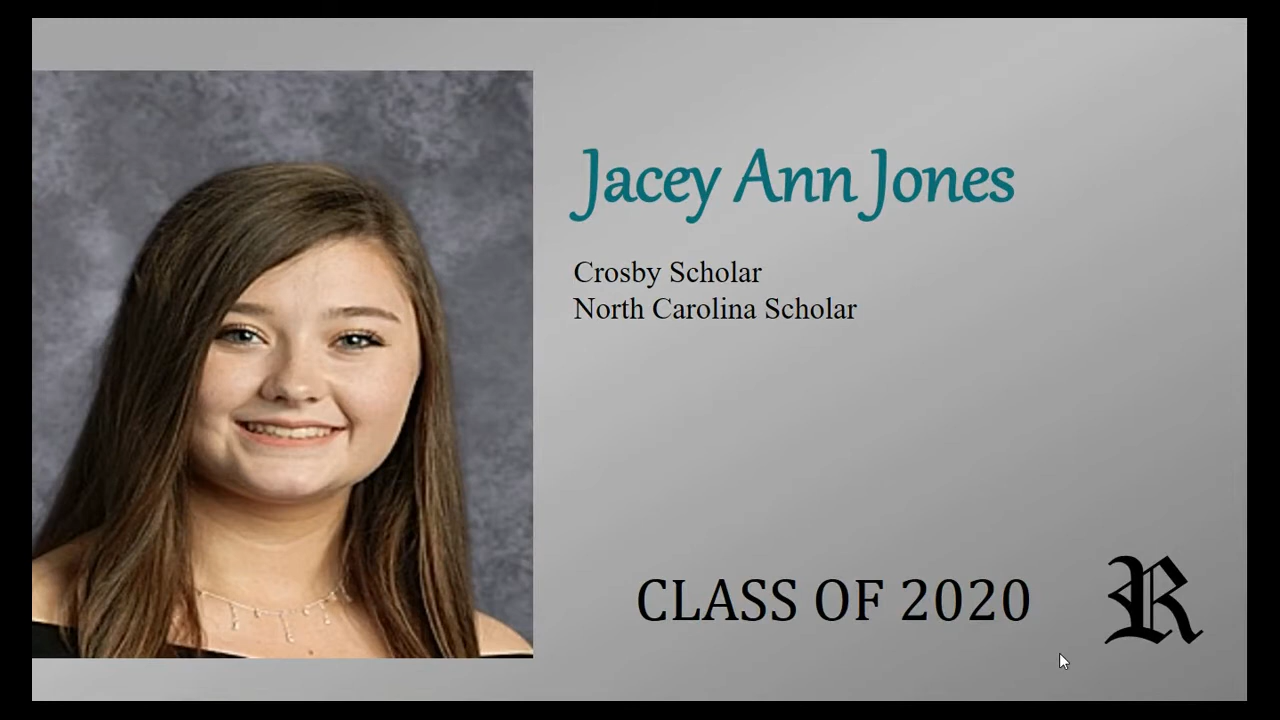 Jacey Ann Jones
Crosby Scholar
North Carolina Scholar
CLASS OF 2020
R